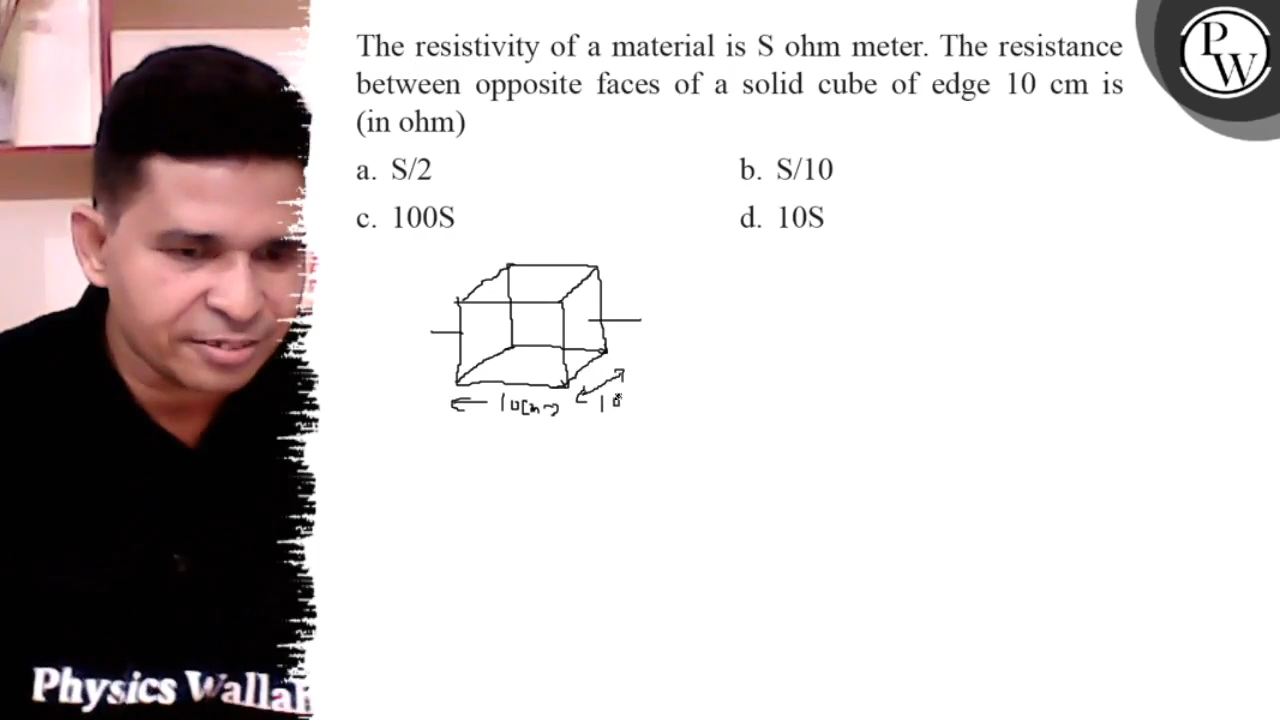 The resistivity of a material is S ohm meter. The resistance
between opposite faces of a solid cube of edge 10 cm is
(in ohm)
a. S/2
b. S/10
c. 100S
d. 10S
10cm
10
PW
Physics Wallah